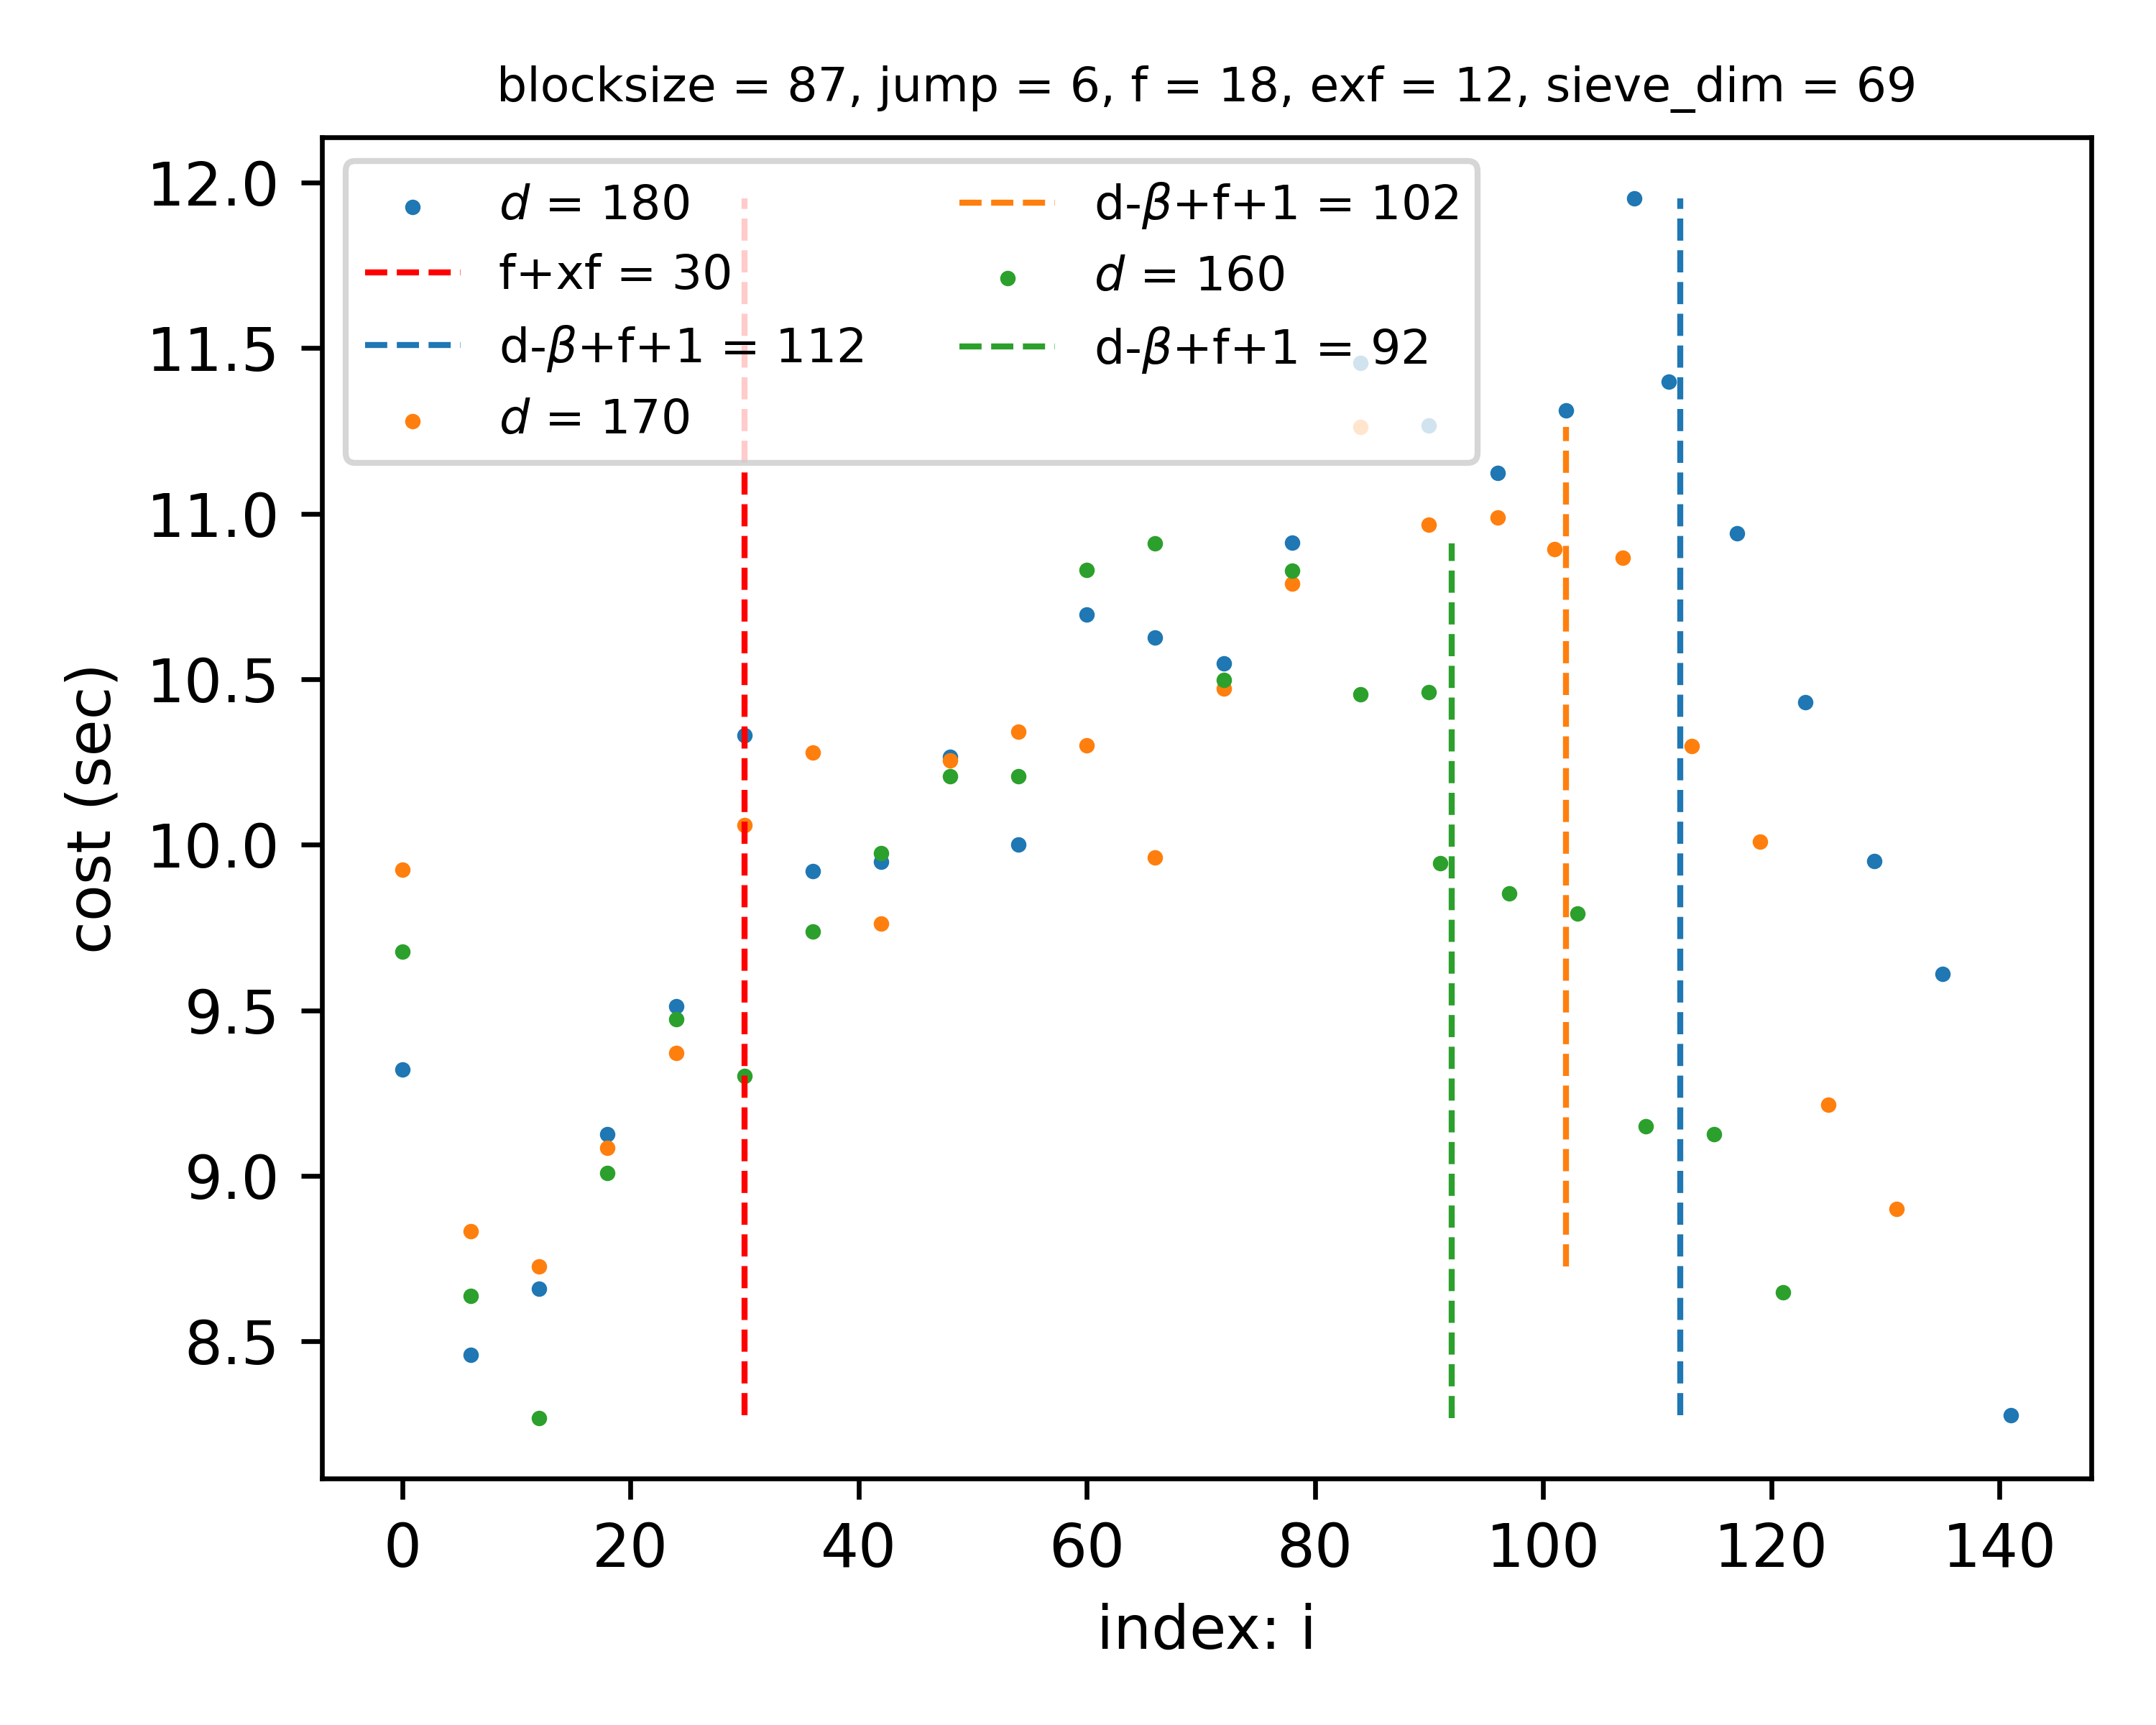 blocksize = 87, jump = 6, f = 18, exf = 12, sieve_dim = 69
d = 180
f+xf = 30
d-β+f+1 = 112
d = 170
d-β+f+1 = 102
d = 160
d-β+f+1 = 92
12.0
11.5
11.0
10.5
10.0
9.5
9.0
8.5
cost (sec)
0 20 40 60 80 100 120 140
index: i